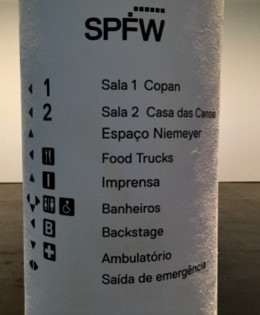 SPFW
1 Sala 1 Copan
2 Sala 2 Casa das Canoas
Espaço Niemeyer
Food Trucks
I Imprensa
Banheiros
B Backstage
Ambulatório
Saída de emergência